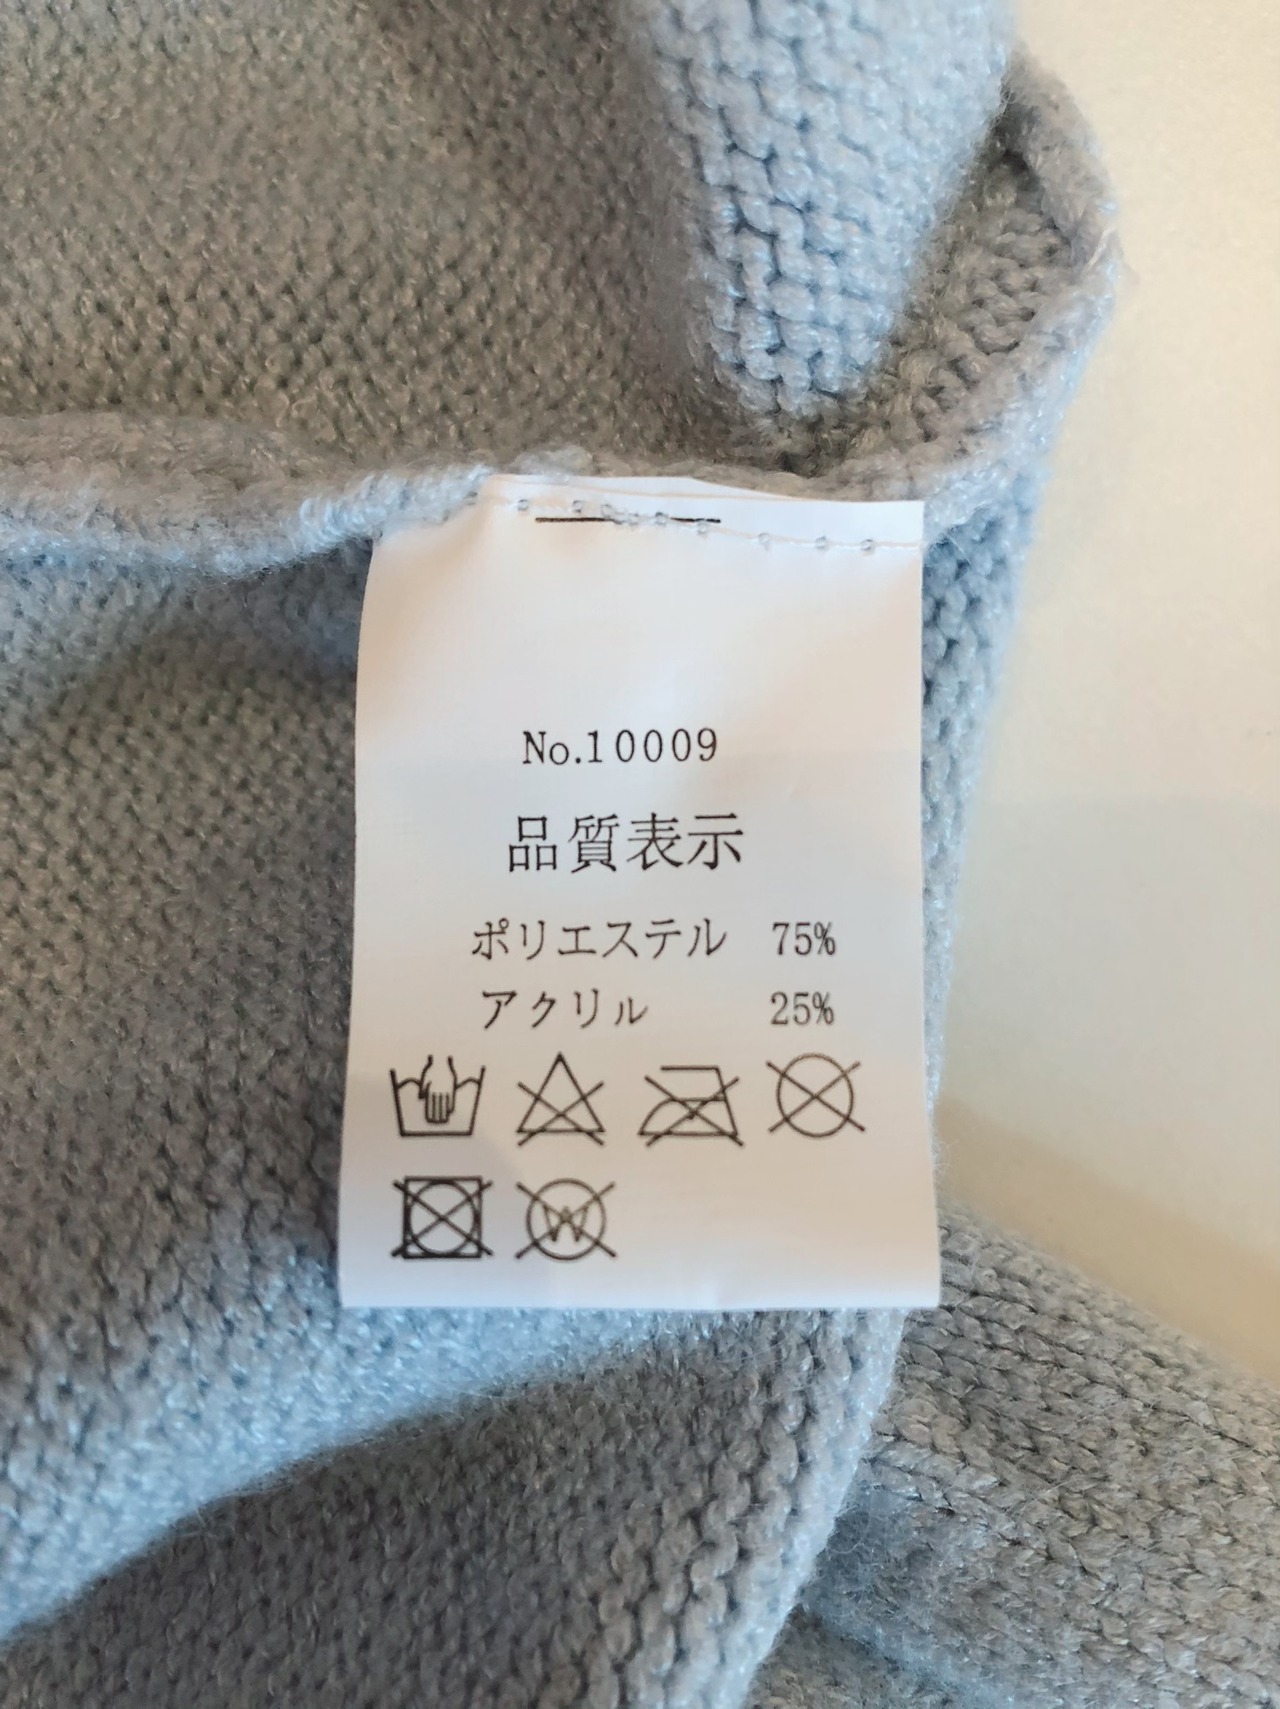 No.10009
品質表示
ポリエステル 75%
アクリル 25%
W